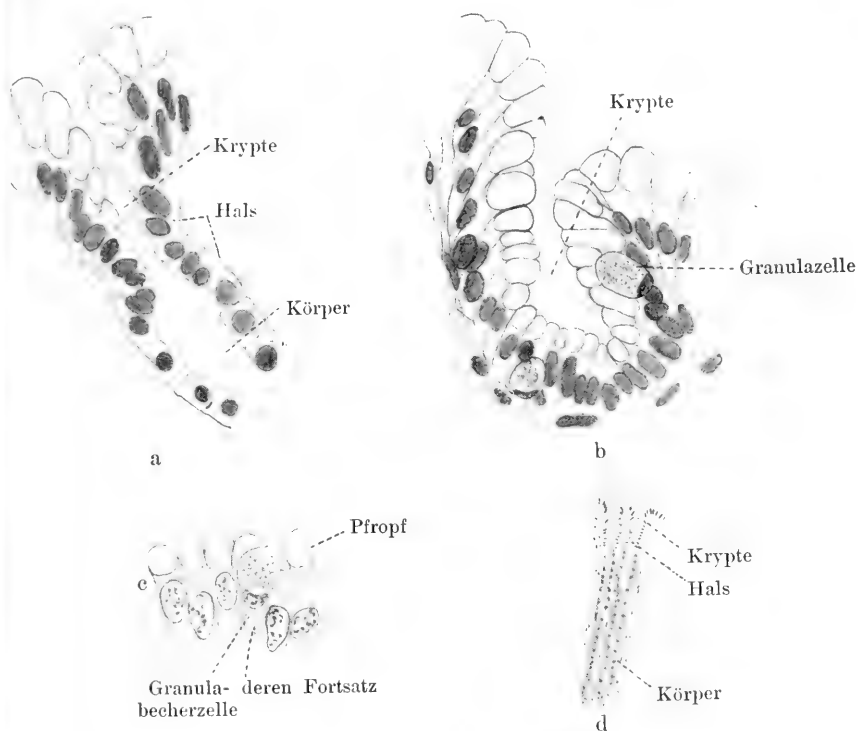 Krypte
Hals
Körper
a
Krypte
Granulazelle
b
c
Pfropf
Granula- deren Fortsatz
becherzelle
Krypte
Hals
Körper
d